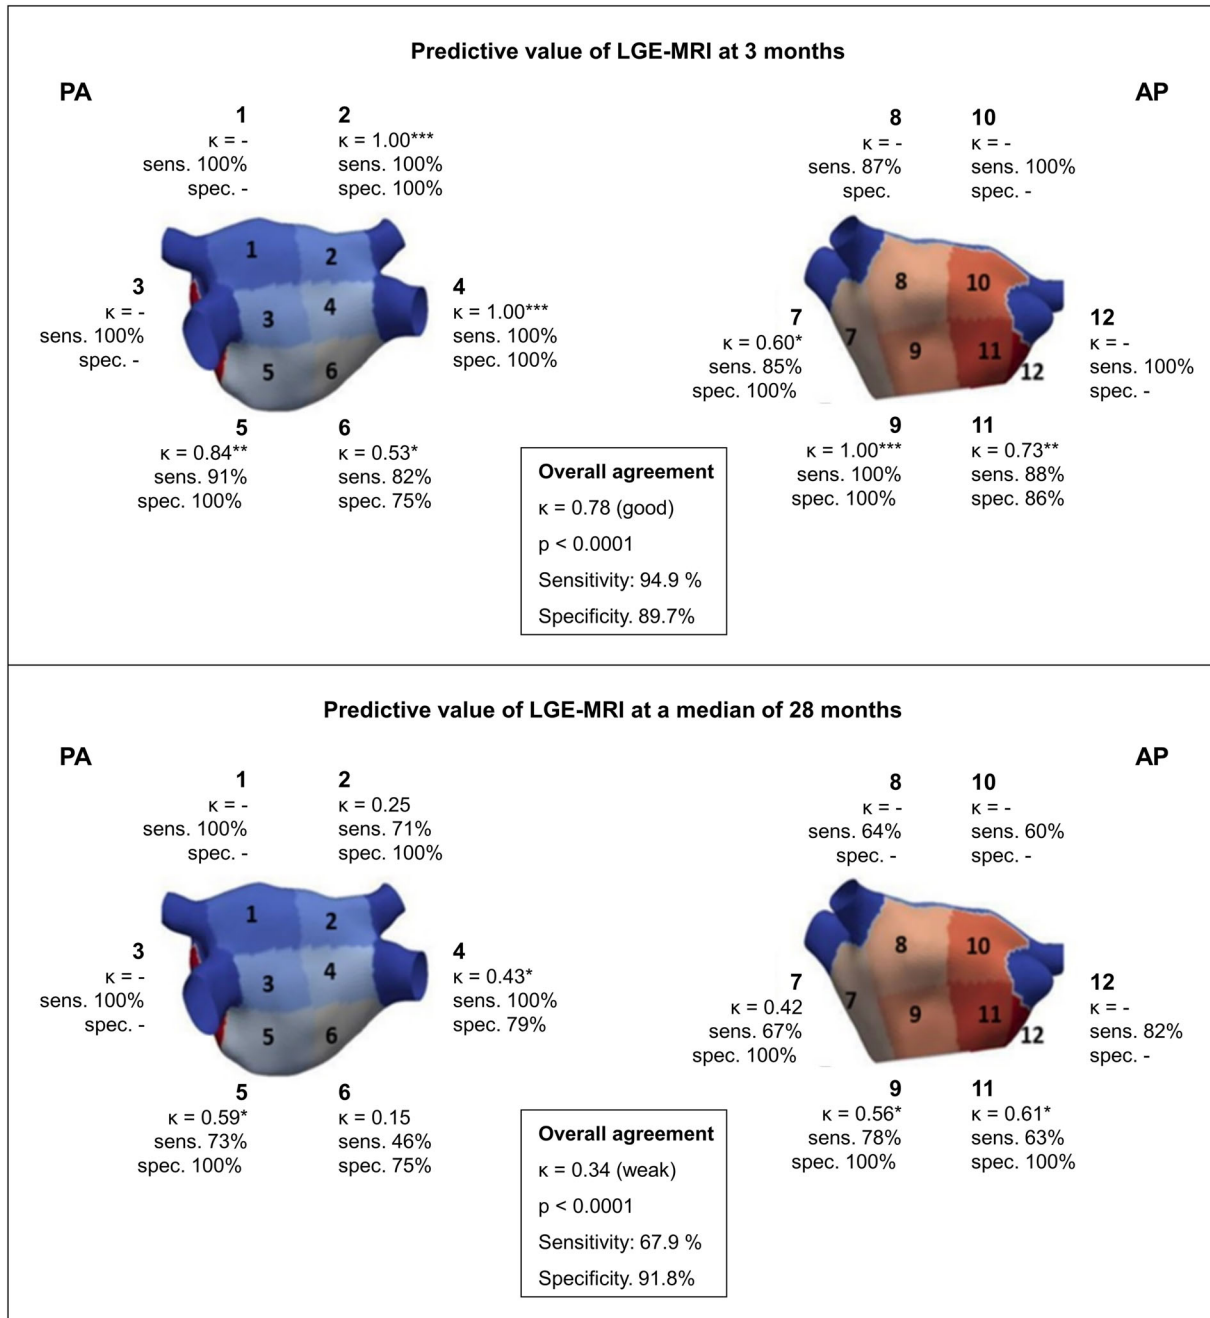 Predictive value of LGE-MRI at 3 months
PA
AP
1
κ = -
sens. 100%
spec. -
2
κ = 1.00***
sens. 100%
spec. 100%
8
κ = -
sens. 87%
spec.
10
κ = -
sens. 100%
spec. -
3
κ = -
sens. 100%
spec. -
1
2
3
4
5
6
4
κ = 1.00***
sens. 100%
spec. 100%
7
κ = 0.60*
sens. 85%
spec. 100%
8
10
7
9
11
12
12
κ = -
sens. 100%
spec. -
5
κ = 0.84**
sens. 91%
spec. 100%
6
κ = 0.53*
sens. 82%
spec. 75%
9
κ = 1.00***
sens. 100%
spec. 100%
11
κ = 0.73**
sens. 88%
spec. 86%
Overall agreement
κ = 0.78 (good)
p < 0.0001
Sensitivity: 94.9 %
Specificity. 89.7%
Predictive value of LGE-MRI at a median of 28 months
PA
AP
1
κ = -
sens. 100%
spec. -
2
κ = 0.25
sens. 71%
spec. 100%
8
κ = -
sens. 64%
spec. -
10
κ = -
sens. 60%
spec. -
3
κ = -
sens. 100%
spec. -
1
2
3
4
5
6
4
κ = 0.43*
sens. 100%
spec. 79%
7
κ = 0.42
sens. 67%
spec. 100%
8
10
7
9
11
12
12
κ = -
sens. 82%
spec. -
5
κ = 0.59*
sens. 73%
spec. 100%
6
κ = 0.15
sens. 46%
spec. 75%
9
κ = 0.56*
sens. 78%
spec. 100%
11
κ = 0.61*
sens. 63%
spec. 100%
Overall agreement
κ = 0.34 (weak)
p < 0.0001
Sensitivity: 67.9 %
Specificity. 91.8%